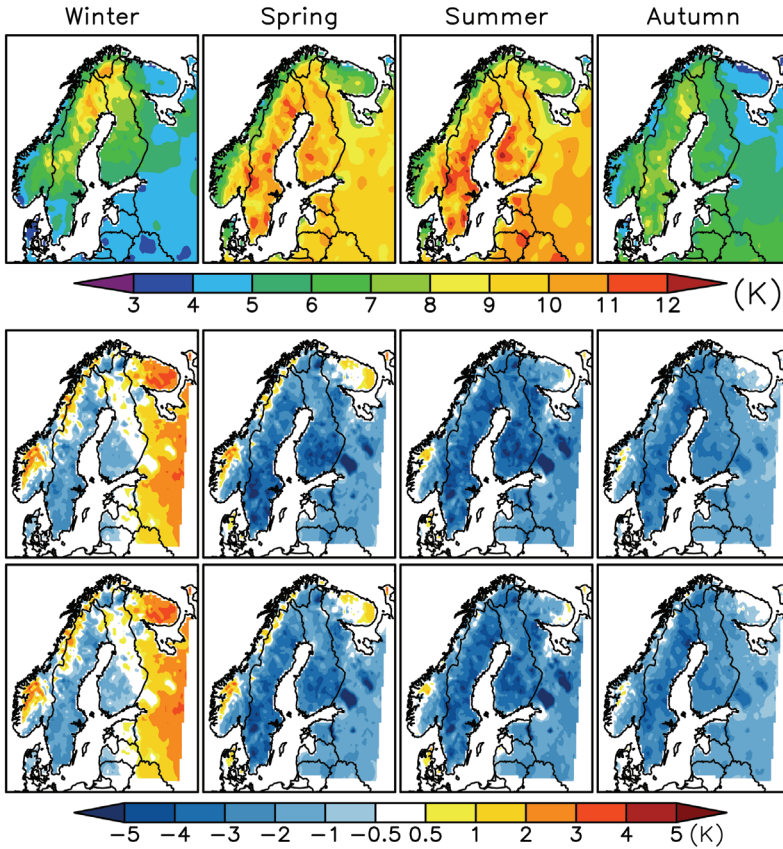 Winter Spring Summer Autumn
3 4 5 6 7 8 9 10 11 12 (K)
−5 −4 −3 −2 −1 −0.5 0.5 1 2 3 4 5 (K)